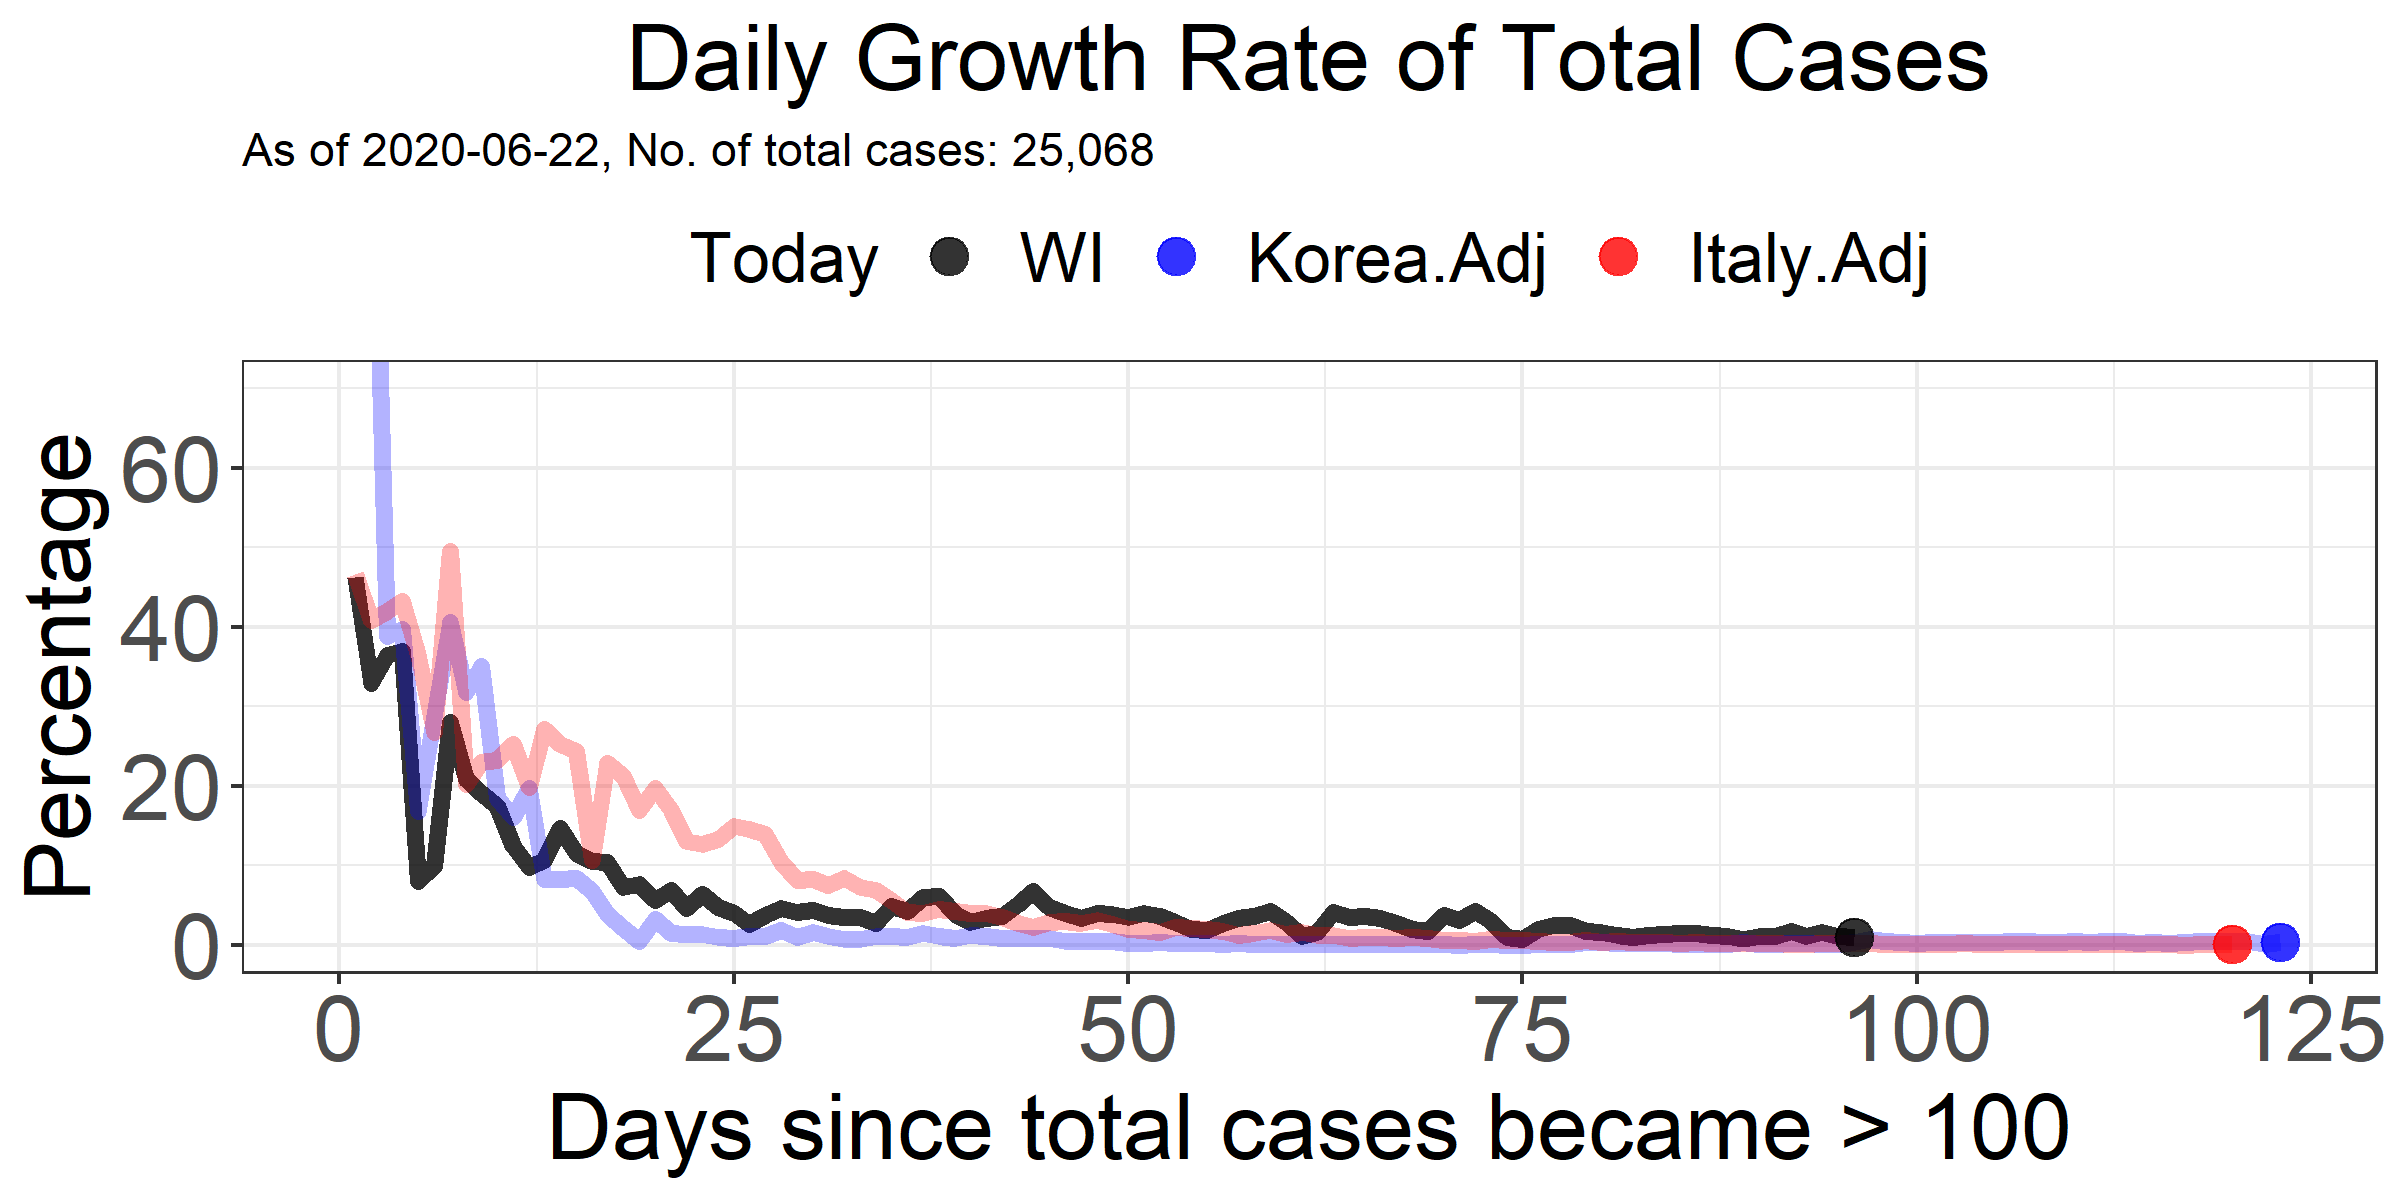 Daily Growth Rate of Total Cases
As of 2020-06-22, No. of total cases: 25,068
Today WI Korea.Adj Italy.Adj
Percentage
60
40
20
0
0 25 50 75 100 125
Days since total cases became > 100